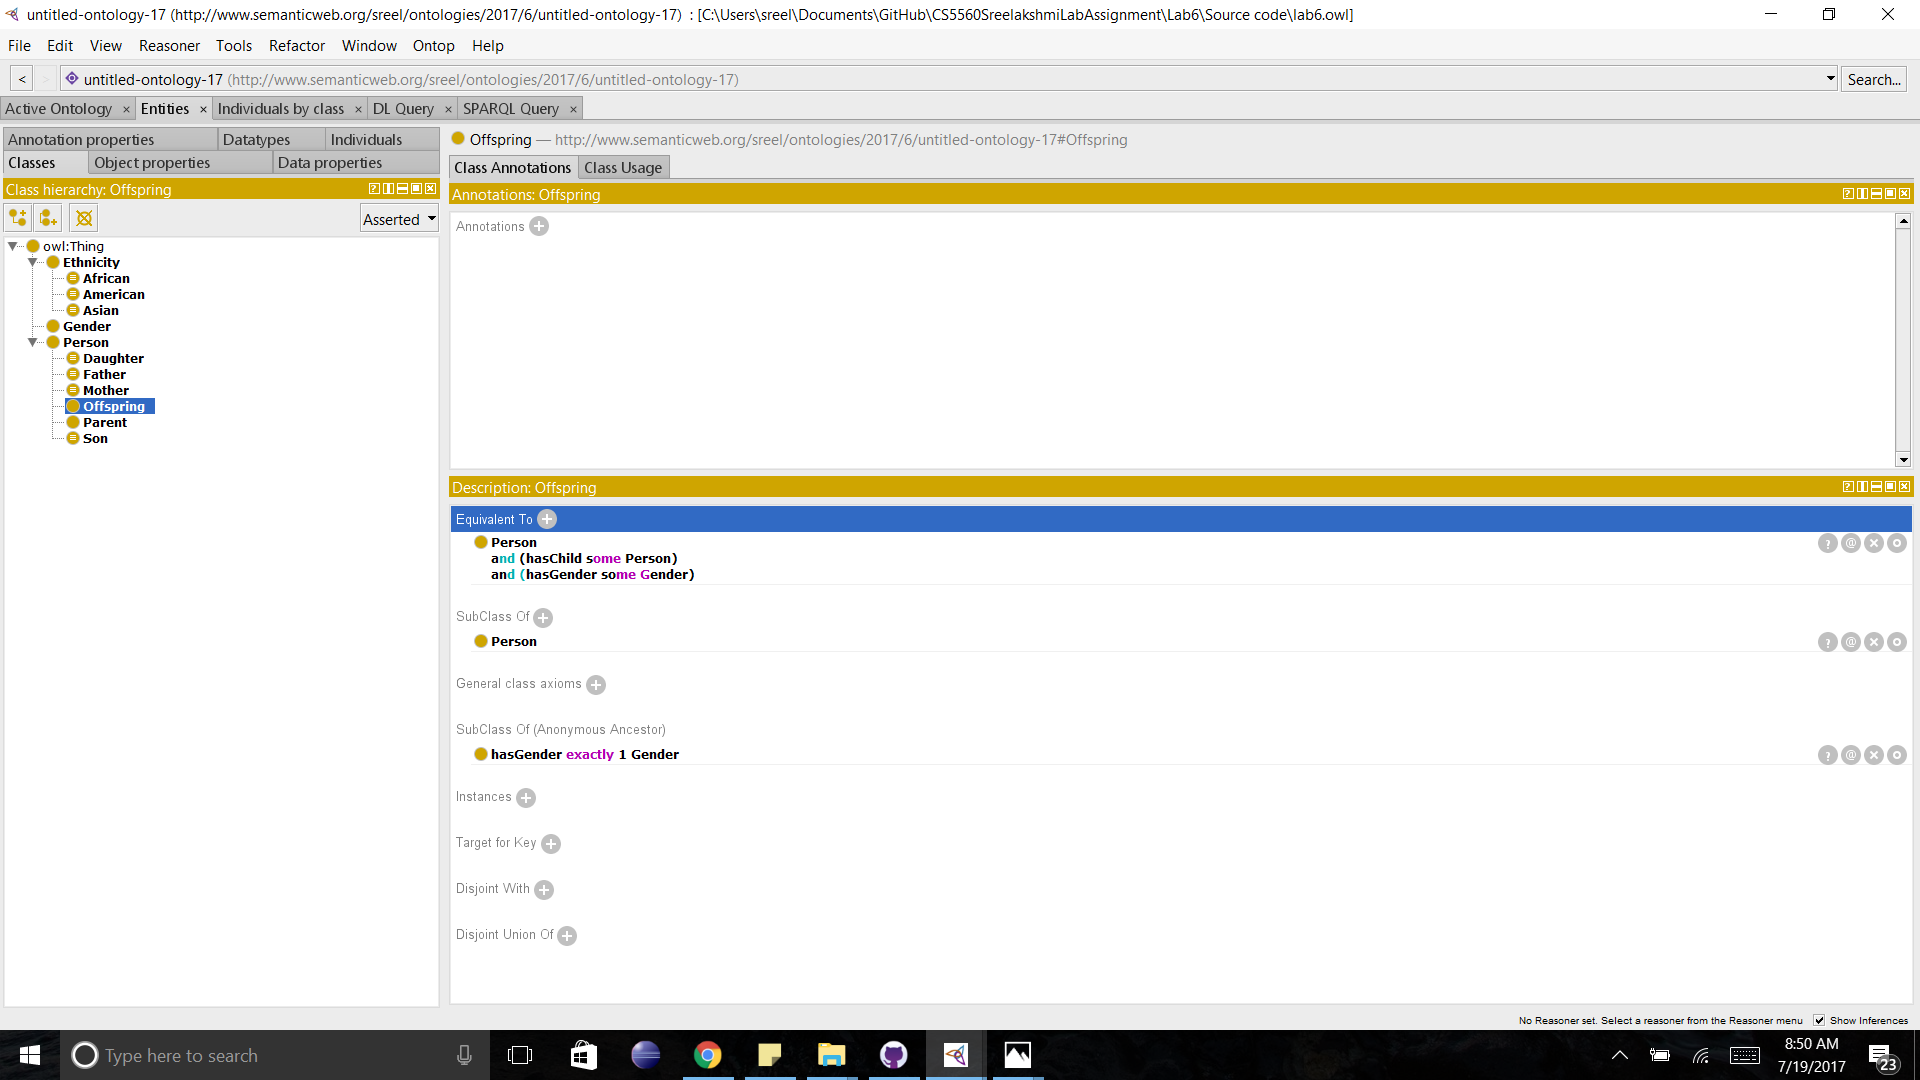 untitled-ontology-17 (http://www.semanticweb.org/sreel/ontologies/2017/6/untitled-ontology-17) : [C:\Users\sreel\Documents\GitHub\CS5560SreelakshmiLabAssignment\Lab6\Source code\lab6.owl]
File Edit View Reasoner Tools Refactor Window Ontop Help
< > untitled-ontology-17 (http://www.semanticweb.org/sreel/ontologies/2017/6/untitled-ontology-17) Search...
Active Ontology × Entities × Individuals by class × DL Query × SPARQL Query ×
Annotation properties Datatypes Individuals
Classes Object properties Data properties
Class hierarchy: Offspring
Asserted
owl:Thing
Ethnicity
African
American
Asian
Gender
Person
Daughter
Father
Mother
Offspring
Parent
Son
Offspring — http://www.semanticweb.org/sreel/ontologies/2017/6/untitled-ontology-17#Offspring
Class Annotations Class Usage
Annotations: Offspring
Annotations
Description: Offspring
Equivalent To
Person
and (hasChild some Person)
and (hasGender some Gender)
SubClass Of
Person
General class axioms
SubClass Of (Anonymous Ancestor)
hasGender exactly 1 Gender
Instances
Target for Key
Disjoint With
Disjoint Union Of
No Reasoner set. Select a reasoner from the Reasoner menu Show Inferences
Type here to search
8:50 AM
7/19/2017
23